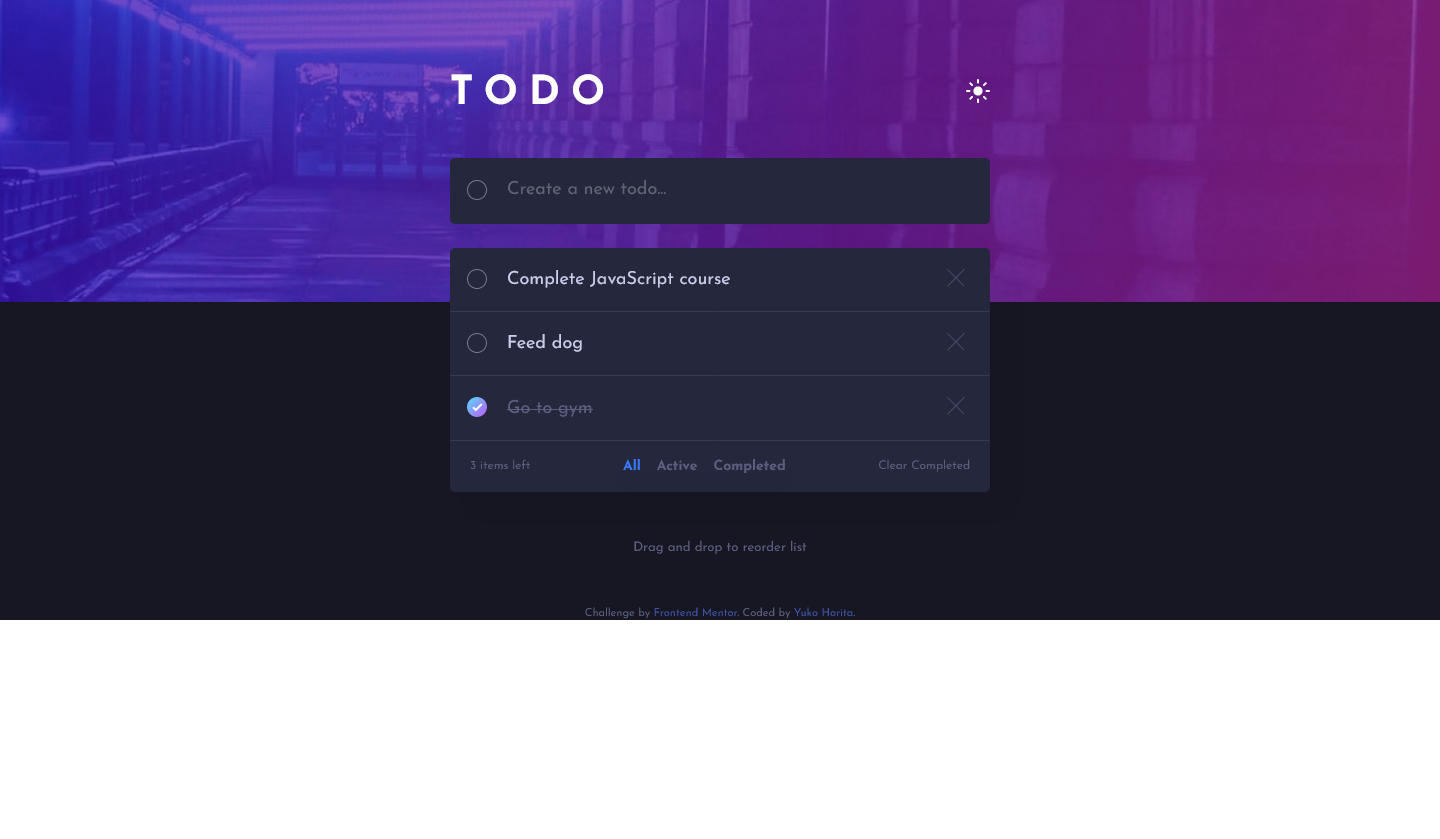 TODO
Create a new todo...
Complete JavaScript course
Feed dog
Go to gym
3 items left All Active Completed Clear Completed
Drag and drop to reorder list
Challenge by Frontend Mentor. Coded by Yuko Horita.